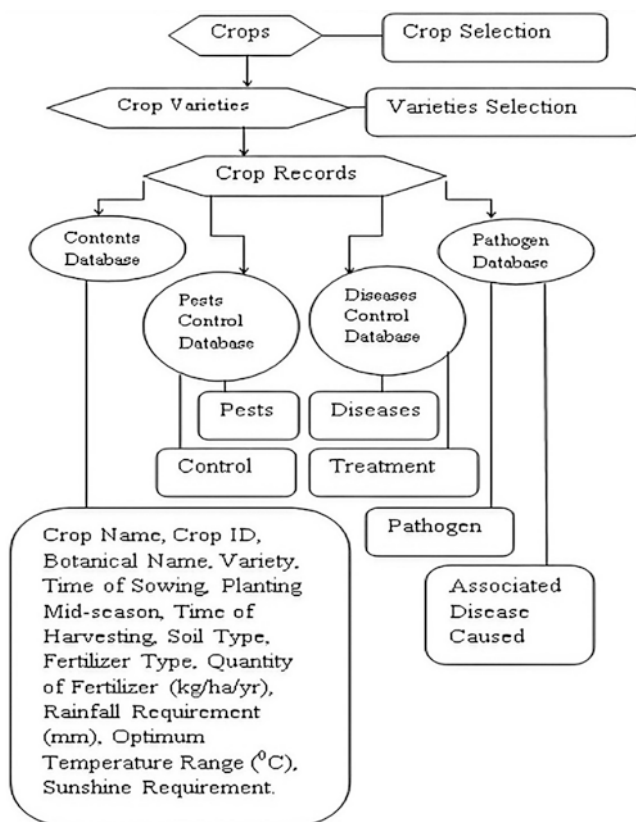 Crops
Crop Selection
Crop Varieties
Varieties Selection
Crop Records
Contents
Database
Pathogen
Database
Pests
Control
Database
Diseases
Control
Database
Pests
Diseases
Control
Treatment
Pathogen
Associated
Disease
Caused
Crop Name, Crop ID,
Botanical Name, Variety,
Time of Sowing, Planting
Mid-season, Time of
Harvesting, Soil Type,
Fertilizer Type, Quantity
of Fertilizer (kg/ha/yr),
Rainfall Requirement
(mm), Optimum
Temperature Range (⁰C),
Sunshine Requirement.